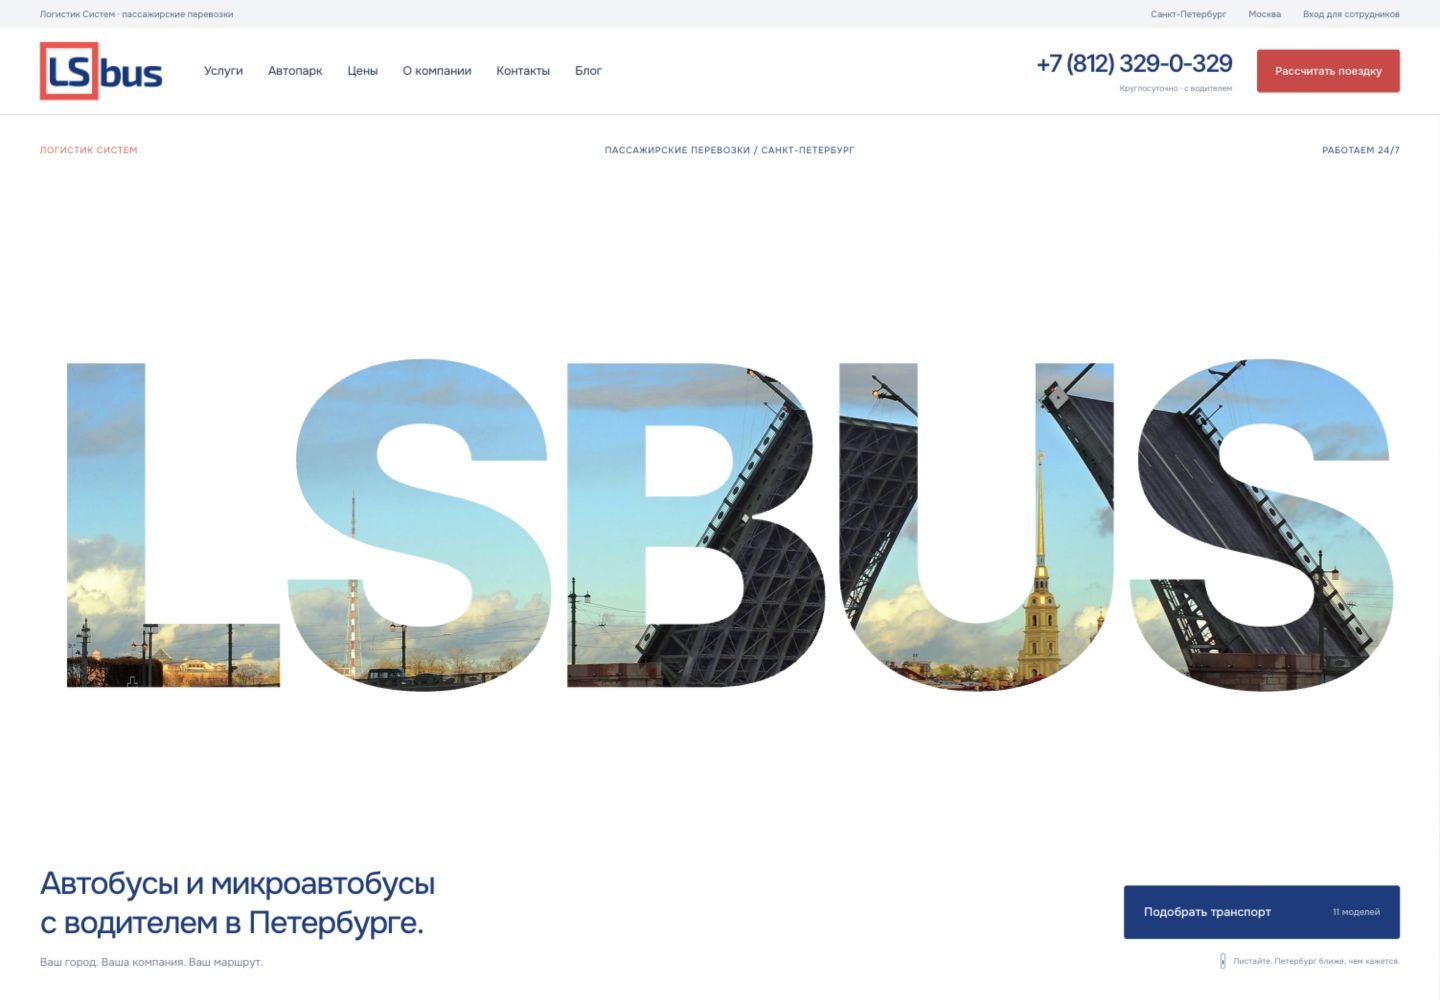 Логистик Систем · пассажирские перевозки
Санкт-Петербург Москва Вход для сотрудников
LS bus
Услуги Автопарк Цены О компании Контакты Блог
+7 (812) 329-0-329
Круглосуточно · с водителем
Рассчитать поездку
ЛОГИСТИК СИСТЕМ
ПАССАЖИРСКИЕ ПЕРЕВОЗКИ / САНКТ-ПЕТЕРБУРГ
РАБОТАЕМ 24/7
LSBUS
Автобусы и микроавтобусы
с водителем в Петербурге.
Ваш город. Ваша компания. Ваш маршрут.
Подобрать транспорт 11 моделей
Листайте. Петербург ближе, чем кажется.